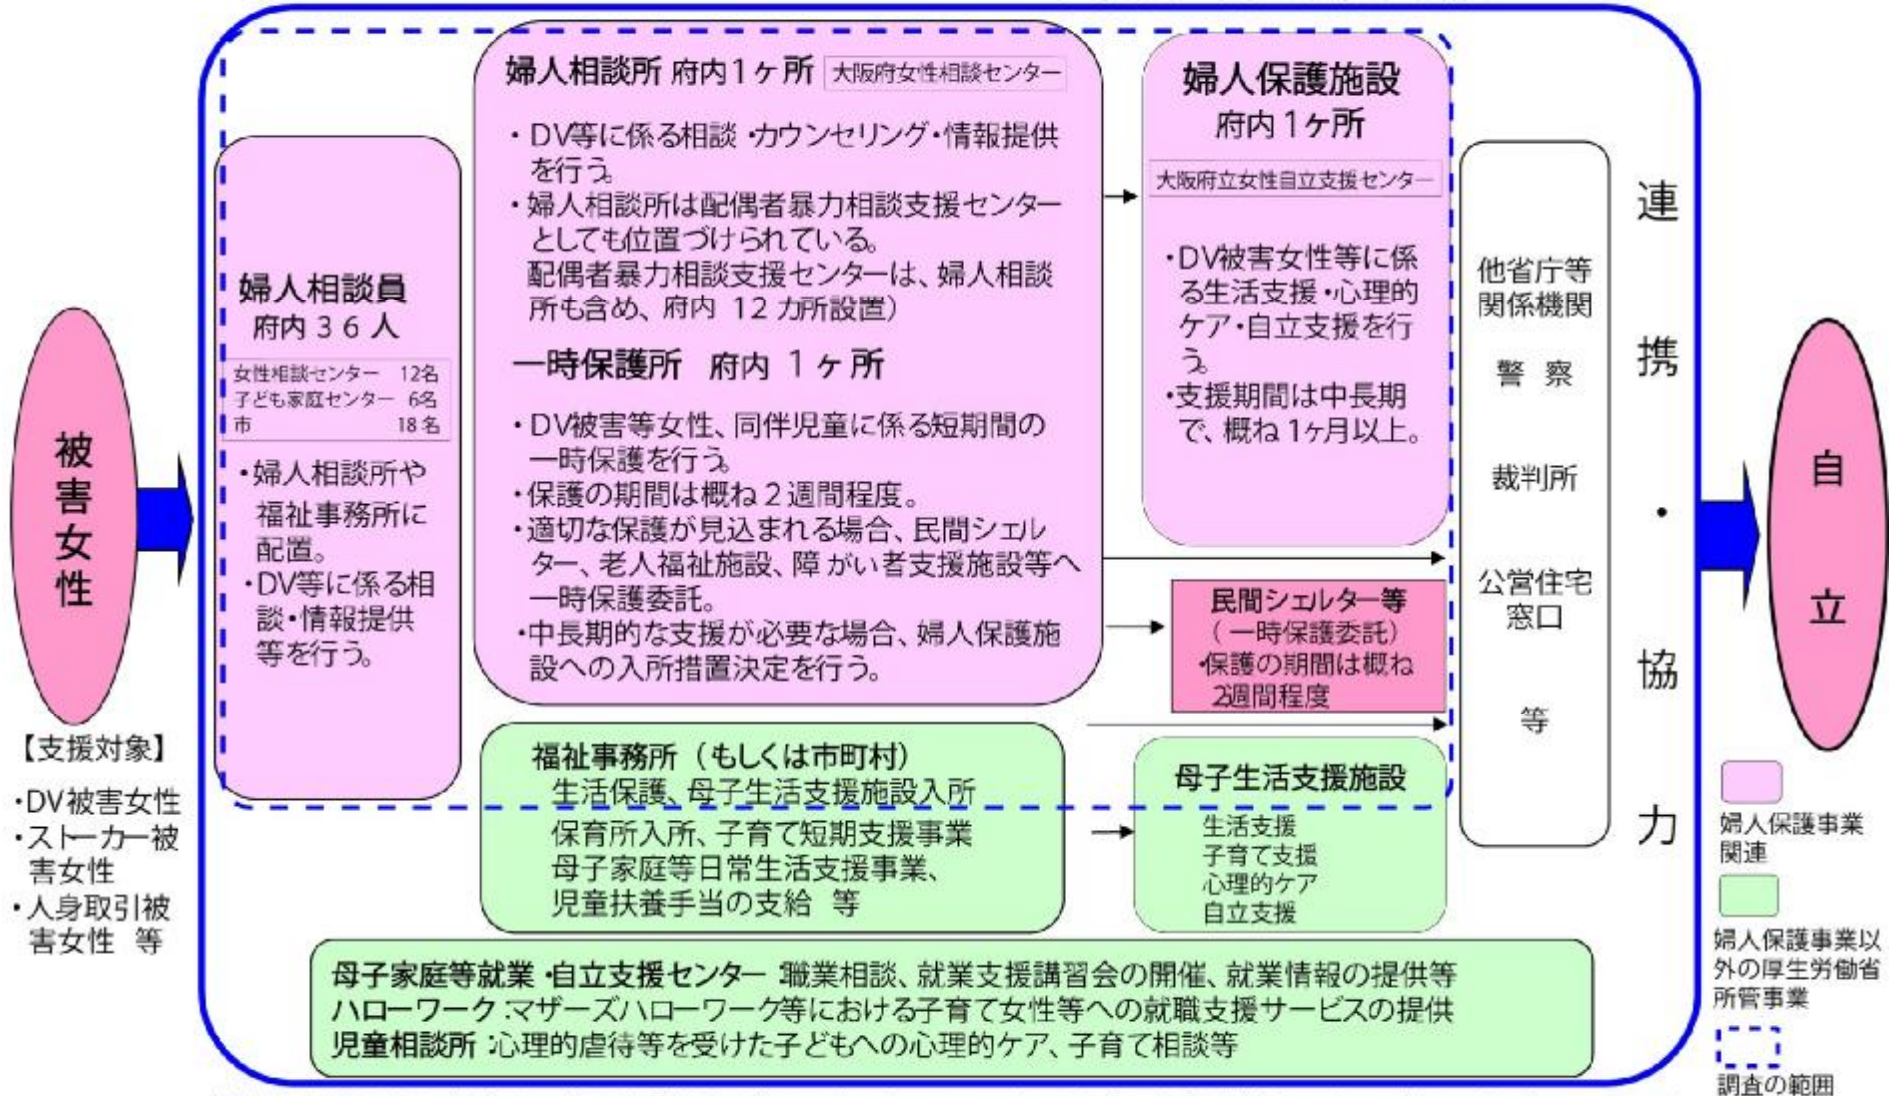 被害女性
【支援対象】
・DV被害女性
・ストーカー被
害女性
・人身取引被
害女性 等
婦人相談員
府内36人
女性相談センター 12名
子ども家庭センター 6名
市 18名
・婦人相談所や
福祉事務所に
配置。
・DV等に係る相
談・情報提供
等を行う。
婦人相談所 府内1ヶ所 大阪府女性相談センター
・DV等に係る相談・カウンセリング・情報提供
を行う。
・婦人相談所は配偶者暴力相談支援センター
としても位置づけられている。
配偶者暴力相談支援センターは、婦人相談
所も含め、府内 12カ所設置)
一時保護所 府内 1ヶ所
・DV被害等女性、同伴児童に係る短期間の
一時保護を行う。
・保護の期間は概ね2週間程度。
・適切な保護が見込まれる場合、民間シェル
ター、老人福祉施設、障がい者支援施設等へ
一時保護委託。
・中長期的な支援が必要な場合、婦人保護施
設への入所措置決定を行う。
婦人保護施設
府内1ヶ所
大阪府立女性自立支援センター
・DV被害女性等に係
る生活支援・心理的
ケア・自立支援を行
う。
・支援期間は中長期
で、概ね1ヶ月以上。
民間シェルター等
(一時保護委託)
・保護の期間は概ね
2週間程度
福祉事務所(もしくは市町村)
生活保護、母子生活支援施設入所
保育所入所、子育て短期支援事業
母子家庭等日常生活支援事業、
児童扶養手当の支給 等
母子生活支援施設
生活支援
子育て支援
心理的ケア
自立支援
母子家庭等就業・自立支援センター:職業相談、就業支援講習会の開催、就業情報の提供等
ハローワーク:マザーズハローワーク等における子育て女性等への就職支援サービスの提供
児童相談所:心理的虐待等を受けた子どもへの心理的ケア、子育て相談等
他省庁等
関係機関
警察
裁判所
公営住宅
窓口
等
連携・協力
自立
婦人保護事業
関連
婦人保護事業以
外の厚生労働省
所管事業
調査の範囲